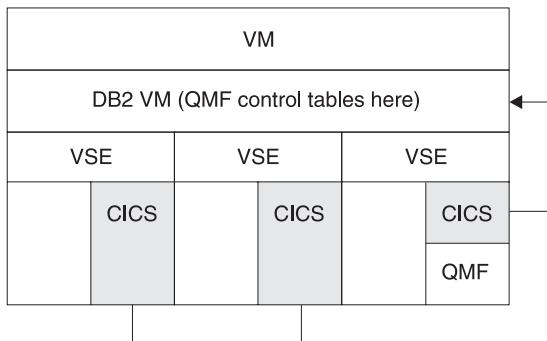 VM
DB2 VM (QMF control tables here)
VSE VSE VSE
CICS CICS CICS
QMF